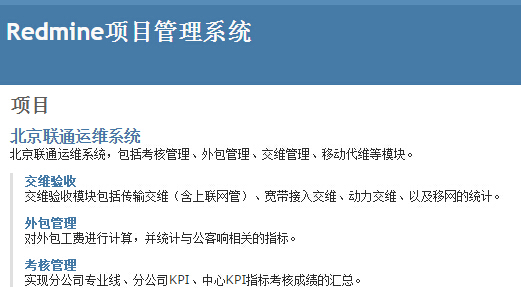 Redmine项目管理系统
项目
北京联通运维系统
北京联通运维系统，包括考核管理、外包管理、交维管理、移动代维等模块。
交维验收
交维验收模块包括传输交维（含上联网管）、宽带接入交维、动力交维、以及移网的统计。
外包管理
对外包工费进行计算，并统计与公客响相关的指标。
考核管理
实现分公司专业线、分公司KPI、中心KPI指标考核成绩的汇总。